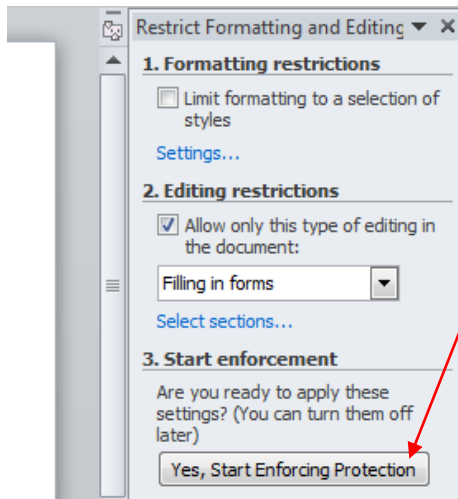 Restrict Formatting and Editing
1. Formatting restrictions
Limit formatting to a selection of
styles
Settings...
2. Editing restrictions
Allow only this type of editing in
the document:
Filling in forms
Select sections...
3. Start enforcement
Are you ready to apply these
settings? (You can turn them off
later)
Yes, Start Enforcing Protection